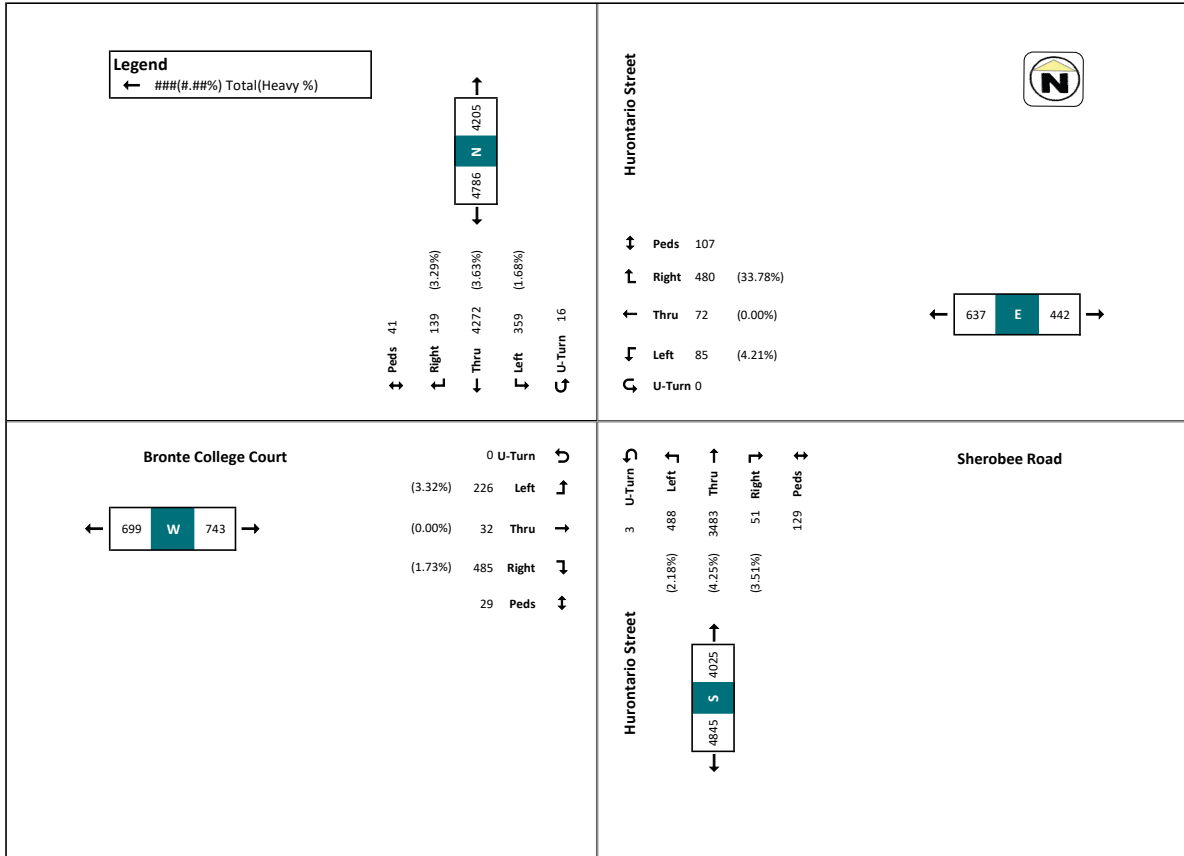 Legend
### (#.##%) Total(Heavy %)
4205
N
4786
Peds 41
Right 139 (3.29%)
Thru 4272 (3.63%)
Left 359 (1.68%)
U-Turn 16
Hurontario Street
N
Peds 107
Right 480 (33.78%)
Thru 72 (0.00%)
Left 85 (4.21%)
U-Turn 0
637 E 442
Bronte College Court
699 W 743
0 U-Turn
(3.32%) 226 Left
(0.00%) 32 Thru
(1.73%) 485 Right
29 Peds
3 U-Turn
(2.18%) 488 Left
(4.25%) 3483 Thru
(3.51%) 51 Right
129 Peds
Sherobee Road
Hurontario Street
4025
S
4845